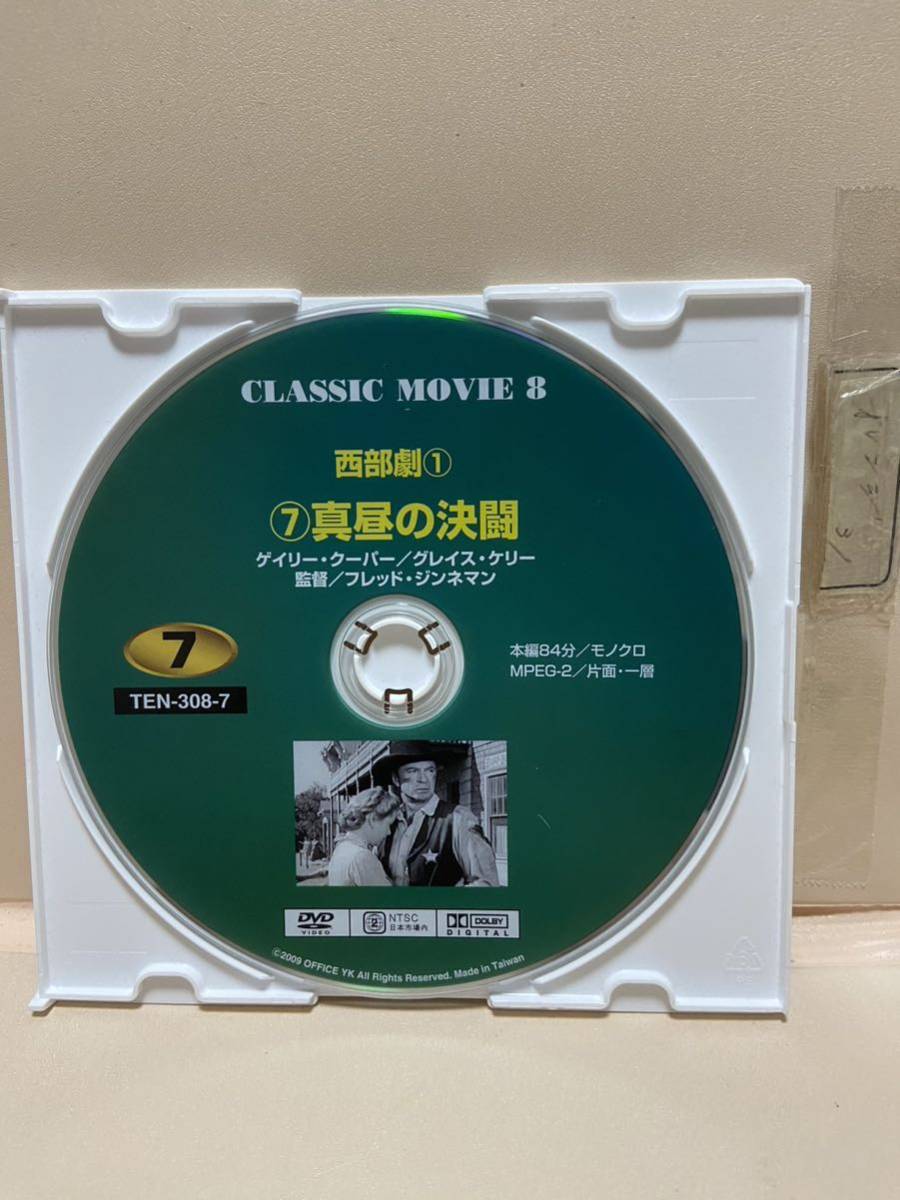 CLASSIC MOVIE 8
西部劇①
⑦真昼の決闘
ゲイリー・クーパー/グレイス・ケリー
監督/フレッド・ジンネマン
7
TEN-308-7
本編84分/モノクロ
MPEG-2/片面・一層
DVD
VIDEO
2
NTSC
日本市場内
DOLBY
DIGITAL
©2009 OFFICE YK All Rights Reserved. Made in Taiwan